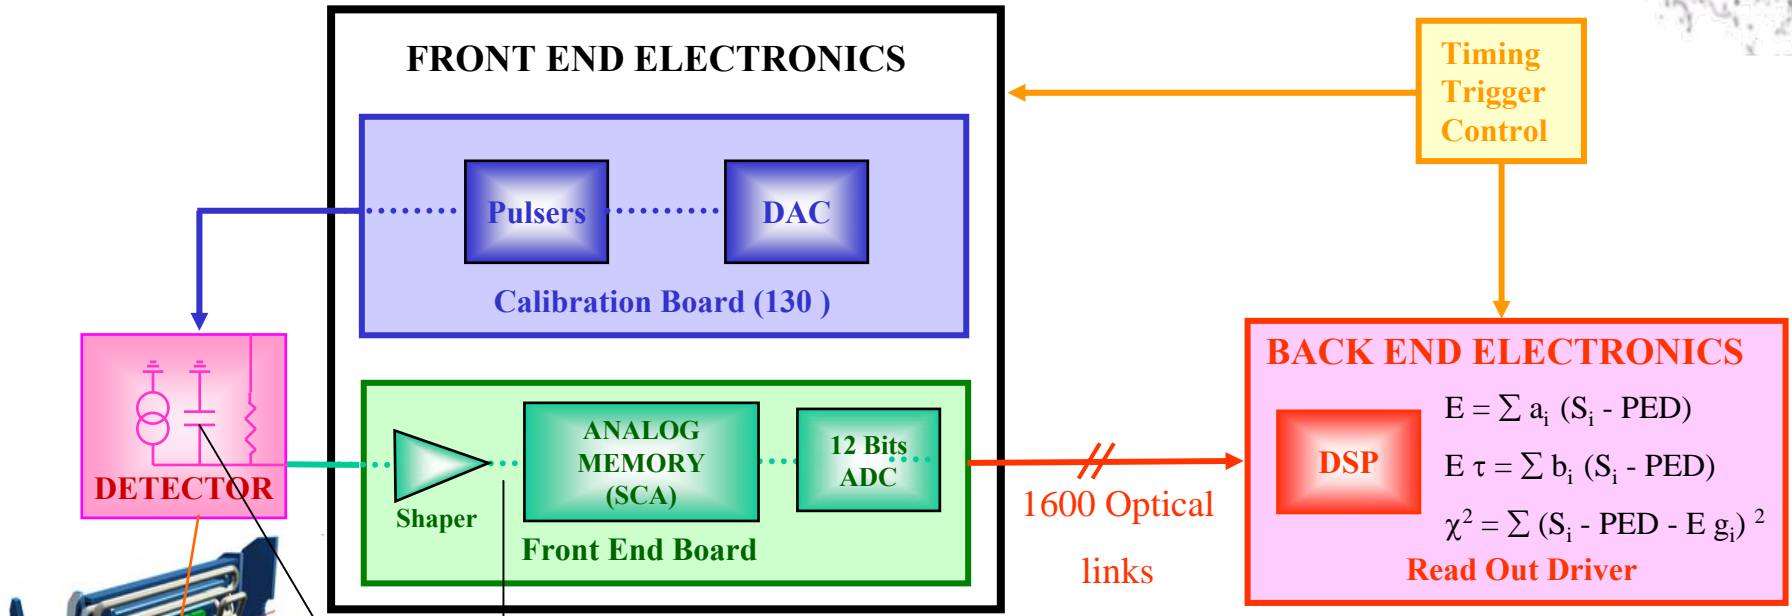 FRONT END ELECTRONICS
Timing
Trigger
Control
Pulsers
DAC
Calibration Board (130 )
DETECTOR
Shaper
ANALOG
MEMORY
(SCA)
12 Bits
ADC
Front End Board
1600 Optical
links
BACK END ELECTRONICS
DSP
E = ∑ aᵢ (Sᵢ - PED)
E τ = ∑ bᵢ (Sᵢ - PED)
χ² = ∑ (Sᵢ - PED - E gᵢ) ²
Read Out Driver